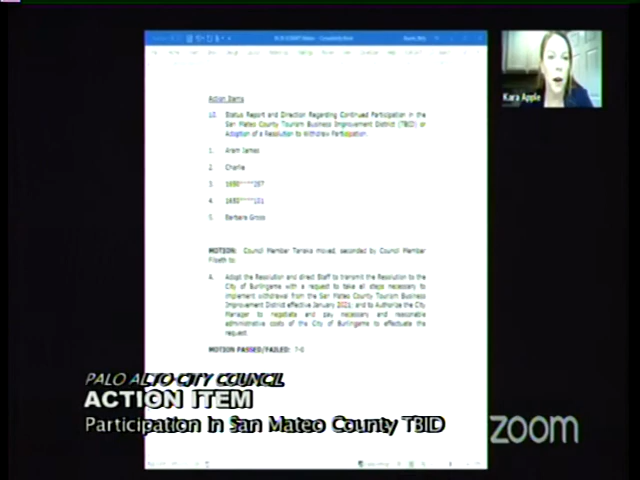 Kara Apple
Action Items
10. Status Report and Direction Regarding Continued Participation in the
San Mateo County Tourism Business Improvement District (TBID) or
Adoption of a Resolution to Withdraw Participation.
1. Aram James
2. Charlie
3. 1650****257
4. 1650****101
5. Barbara Gross
MOTION: Council Member Tanaka moved, seconded by Council Member
to:
A. Adopt the Resolution and direct Staff to transmit the Resolution to the
City of Burlingame with a request to take all steps necessary to
implement withdrawal from the San Mateo County Tourism Business
Improvement District effective January 2021; and to Authorize the City
Manager to negotiate and pay necessary and reasonable
administrative costs of the City of Burlingame to effectuate the
request.
MOTION PASSED/FAILED: 7-0
PALO ALTO CITY COUNCIL
ACTION ITEM
Participation in San Mateo County TBID
zoom